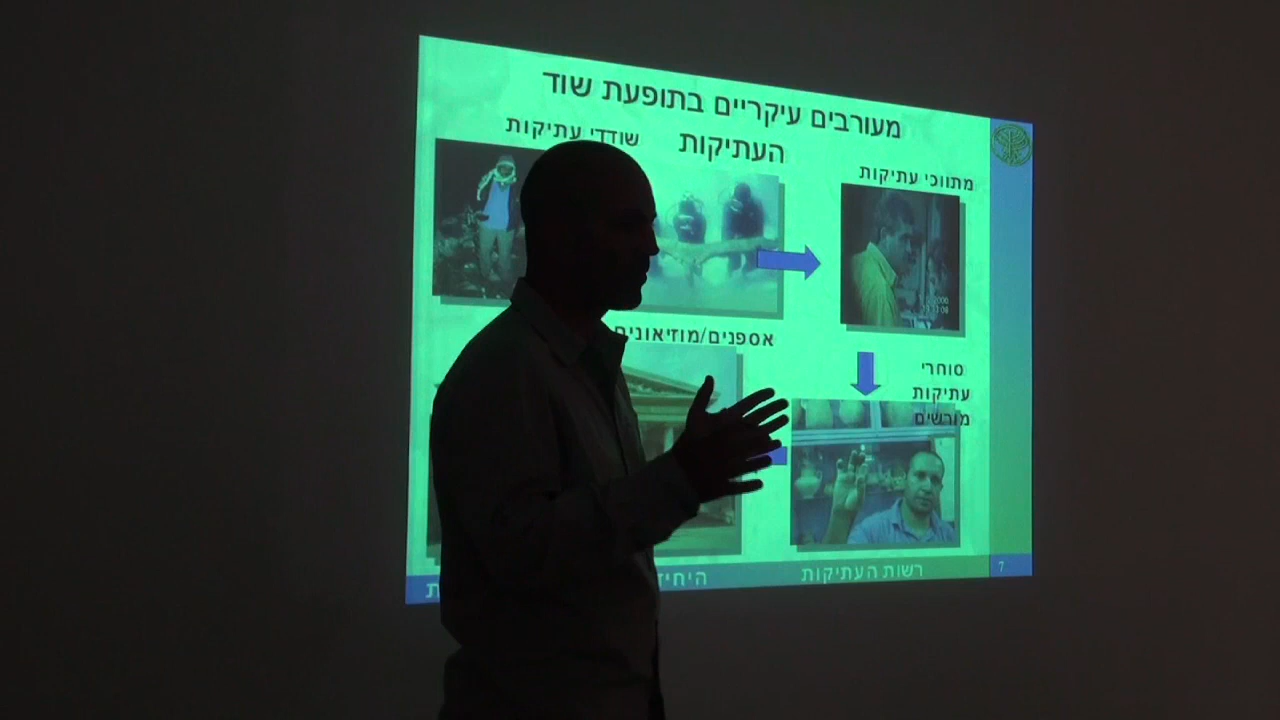 מעורבים עיקריים בתופעת שוד
העתיקות
שודדי עתיקות
מתווכי עתיקות
סוחרי
עתיקות
מורשים
אספנים/מוזיאונים
רשות העתיקות
7